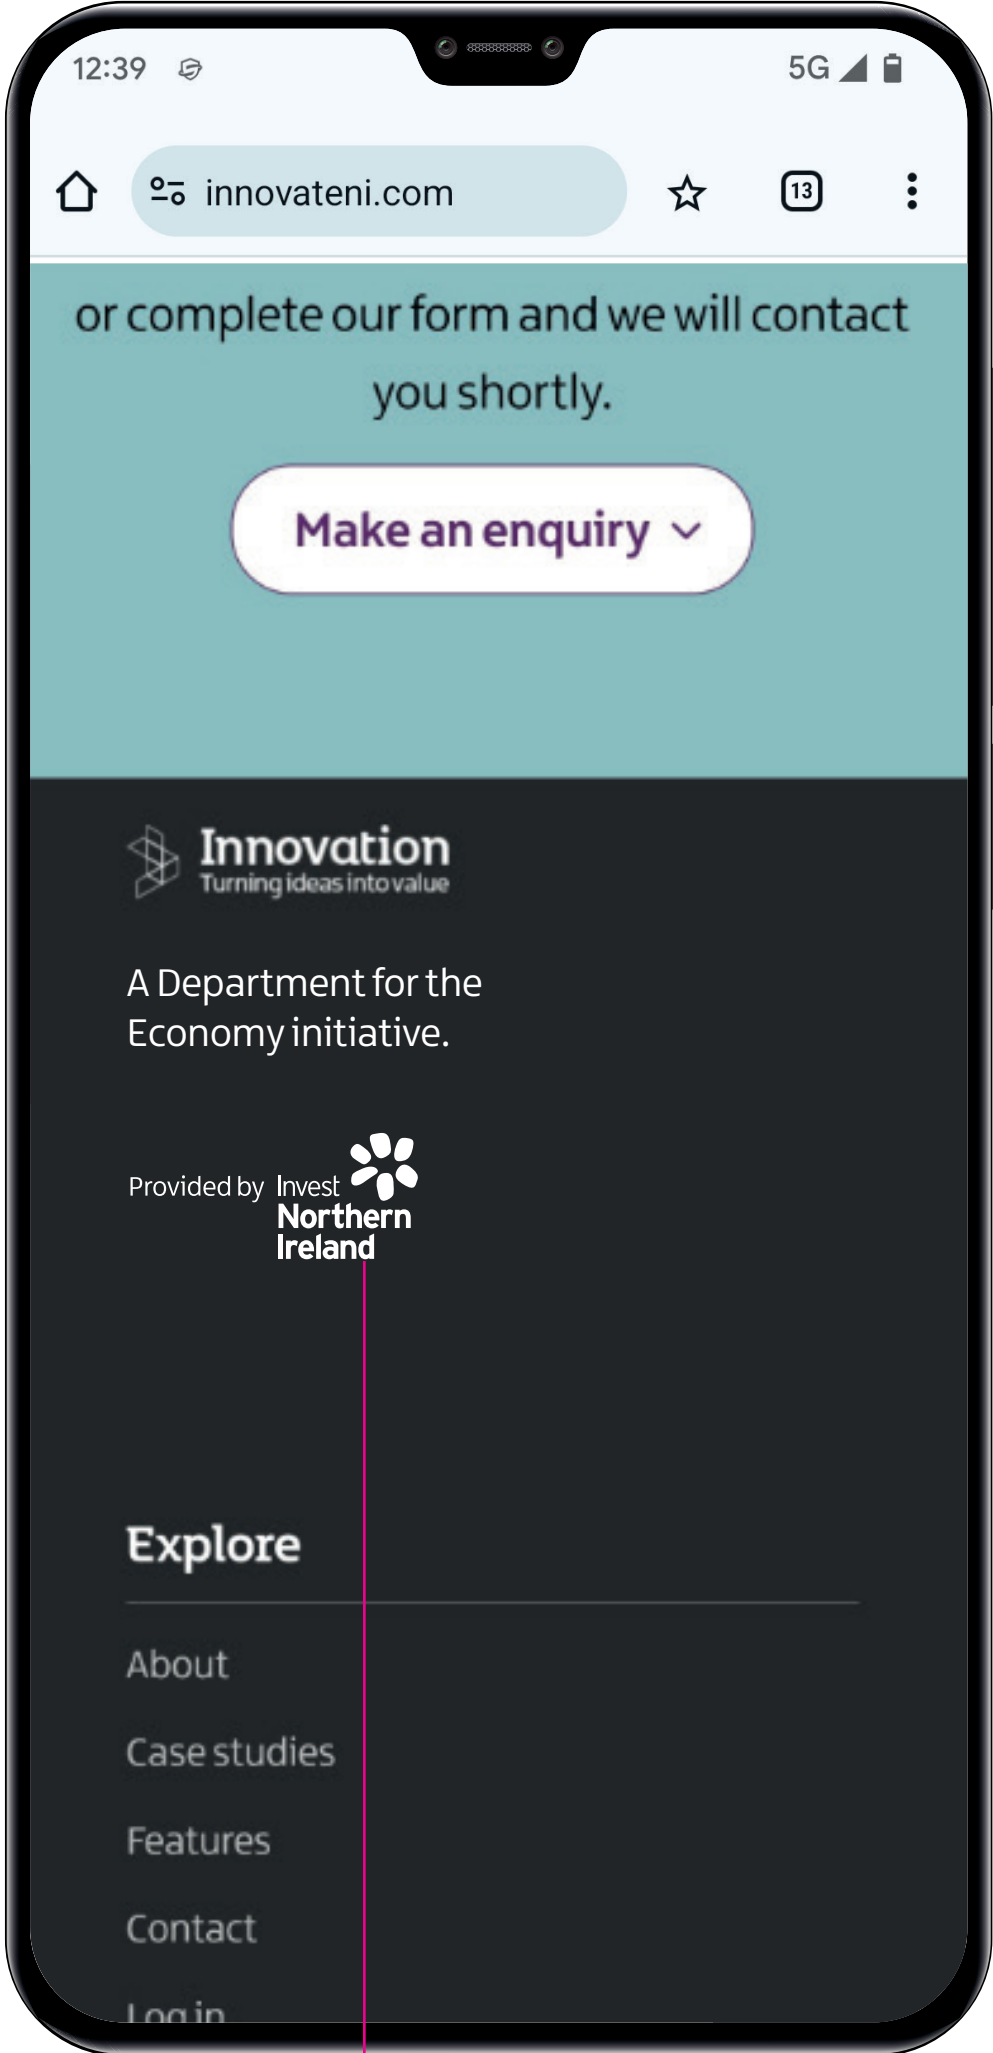 12:39
5G
innovateni.com
13
or complete our form and we will contact
you shortly.
Make an enquiry
Innovation
Turning ideas into value
A Department for the
Economy initiative.
Provided by Invest
Northern
Ireland
Explore
About
Case studies
Features
Contact
Log in